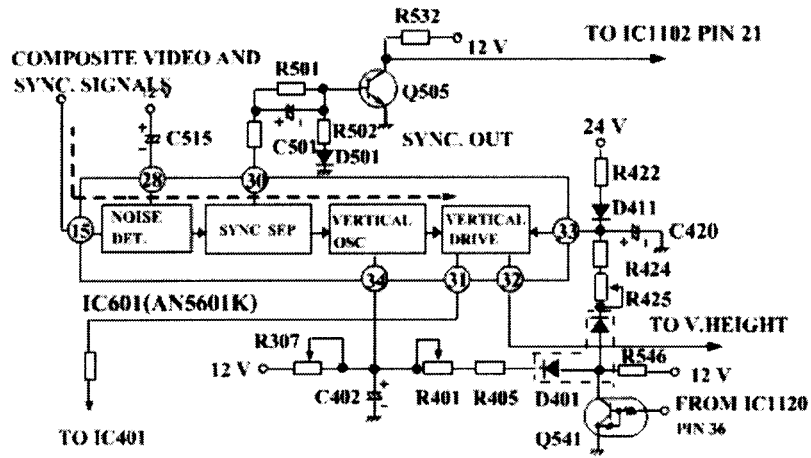 R532
12 V
TO IC1102 PIN 21
COMPOSITE VIDEO AND
SYNC. SIGNALS
12 V
R501
Q505
C515
C501
R502
D501
SYNC. OUT
24 V
R422
D411
28
30
15
NOISE
DET.
SYNC SEP
VERTICAL
OSC
VERTICAL
DRIVE
33
C420
34
31
32
R424
R425
IC601(AN5601K)
TO V.HEIGHT
R307
12 V
R546
12 V
C402
R401
R405
D401
FROM IC1120
PIN 36
Q541
TO IC401